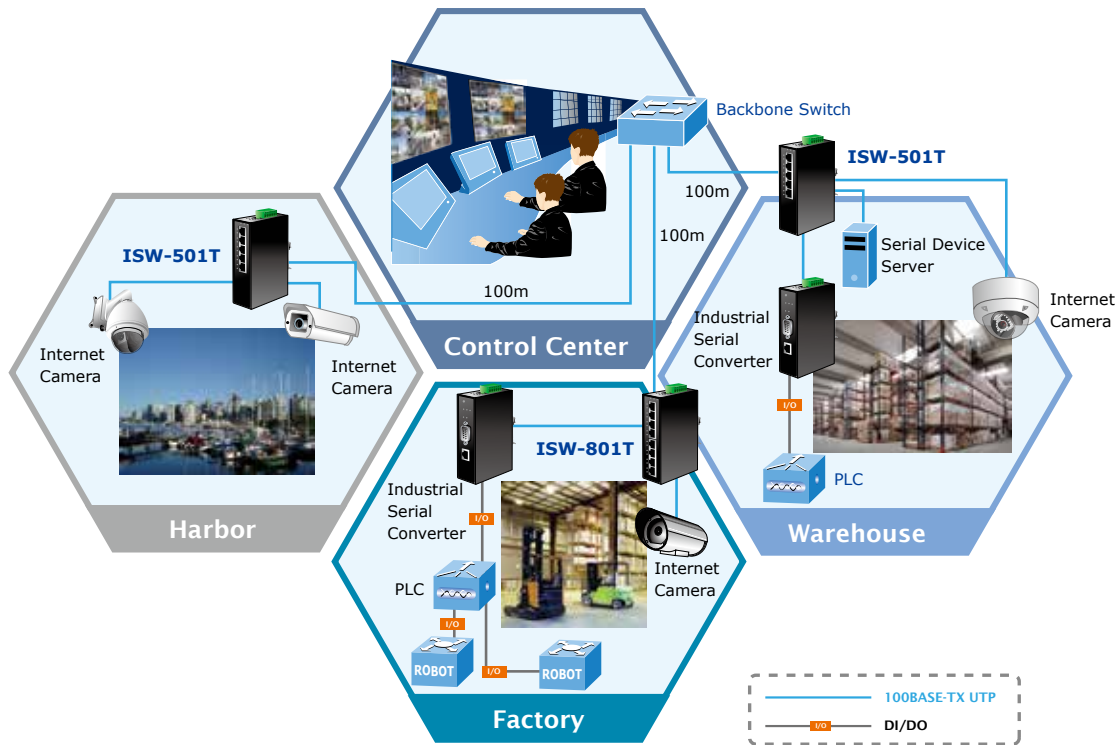 Backbone Switch
ISW-501T
100m
100m
Serial Device
Server
Internet
Camera
Industrial
Serial
Converter
I/O
PLC
Warehouse
Control Center
ISW-501T
100m
Internet
Camera
Internet
Camera
Harbor
ISW-801T
Industrial
Serial
Converter
I/O
Internet
Camera
PLC
I/O
I/O
ROBOT
ROBOT
Factory
100BASE-TX UTP
I/O
DI/DO